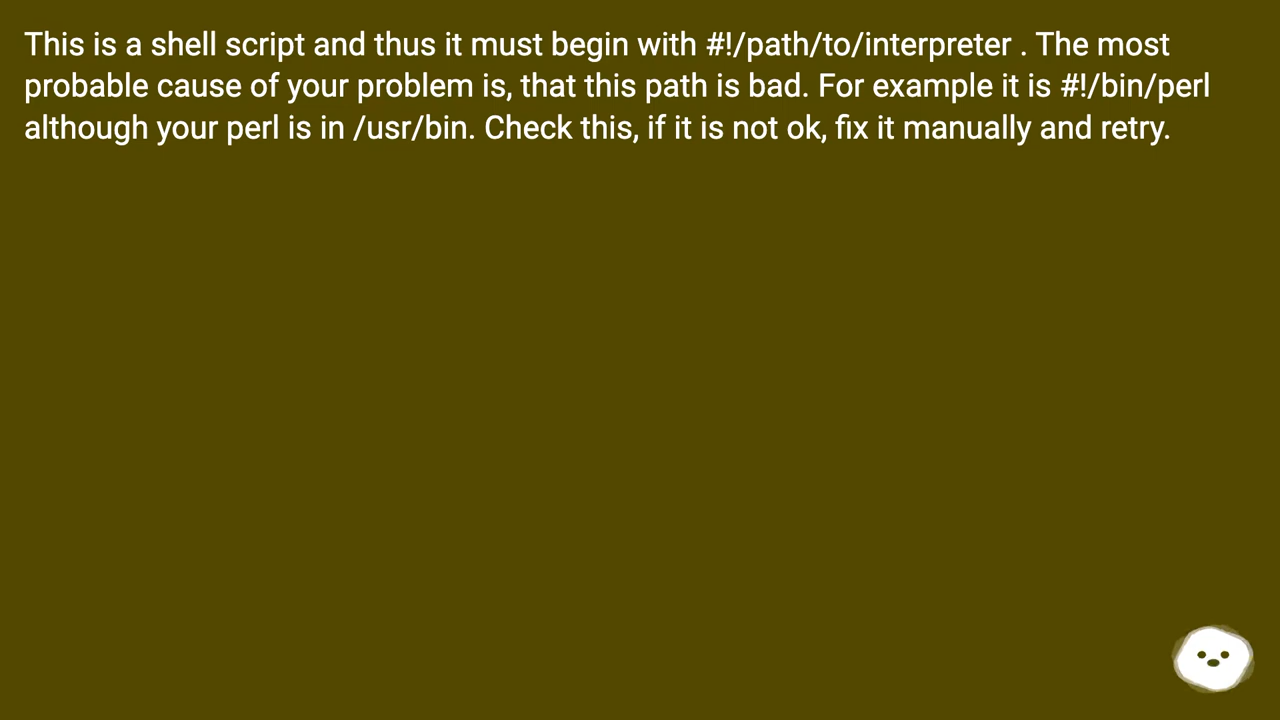 This is a shell script and thus it must begin with #!/path/to/interpreter . The most
probable cause of your problem is, that this path is bad. For example it is #!/bin/perl
although your perl is in /usr/bin. Check this, if it is not ok, fix it manually and retry.